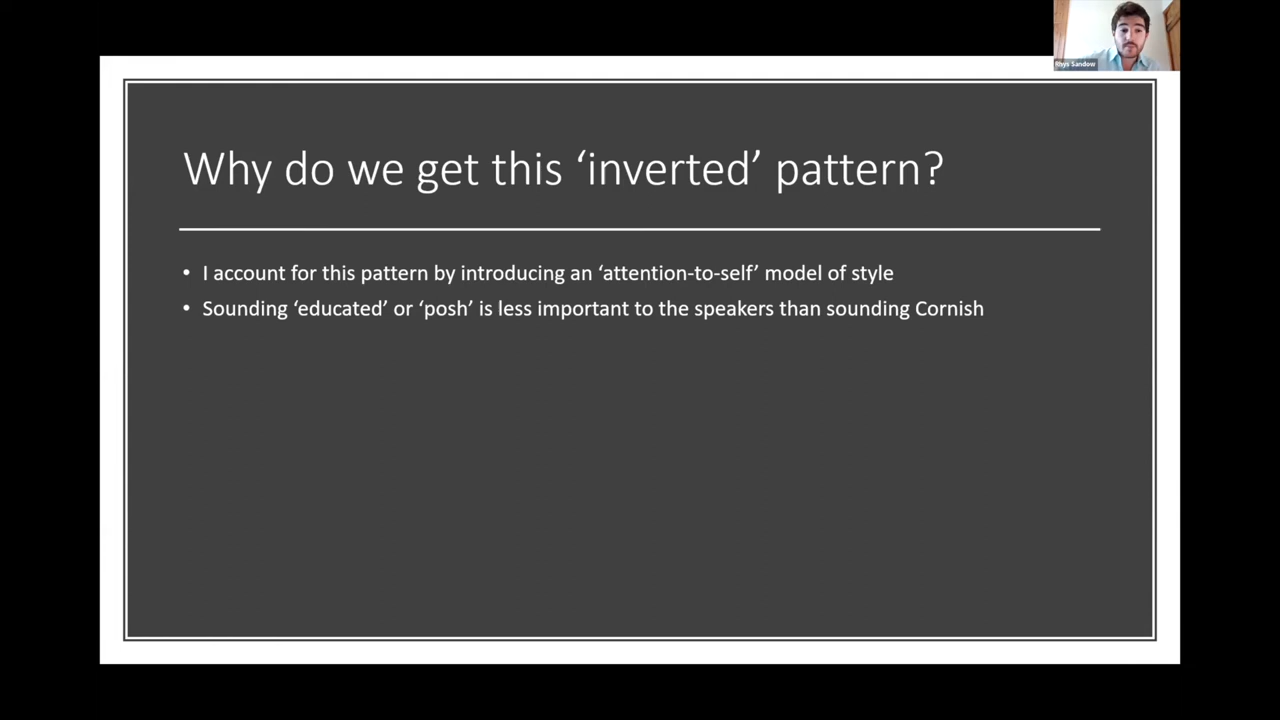 Rhys Sandow
Why do we get this ‘inverted’ pattern?
• I account for this pattern by introducing an ‘attention-to-self’ model of style
• Sounding ‘educated’ or ‘posh’ is less important to the speakers than sounding Cornish